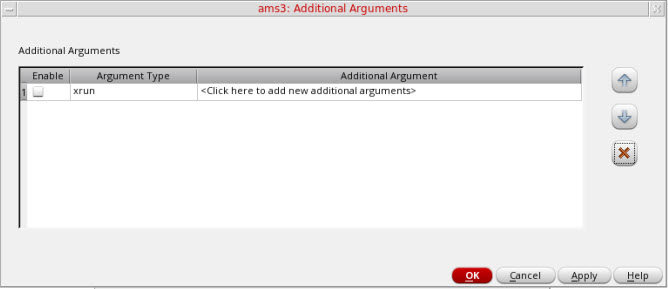 ams3: Additional Arguments
Additional Arguments
Enable Argument Type Additional Argument
1 xrun <Click here to add new additional arguments>
OK Cancel Apply Help